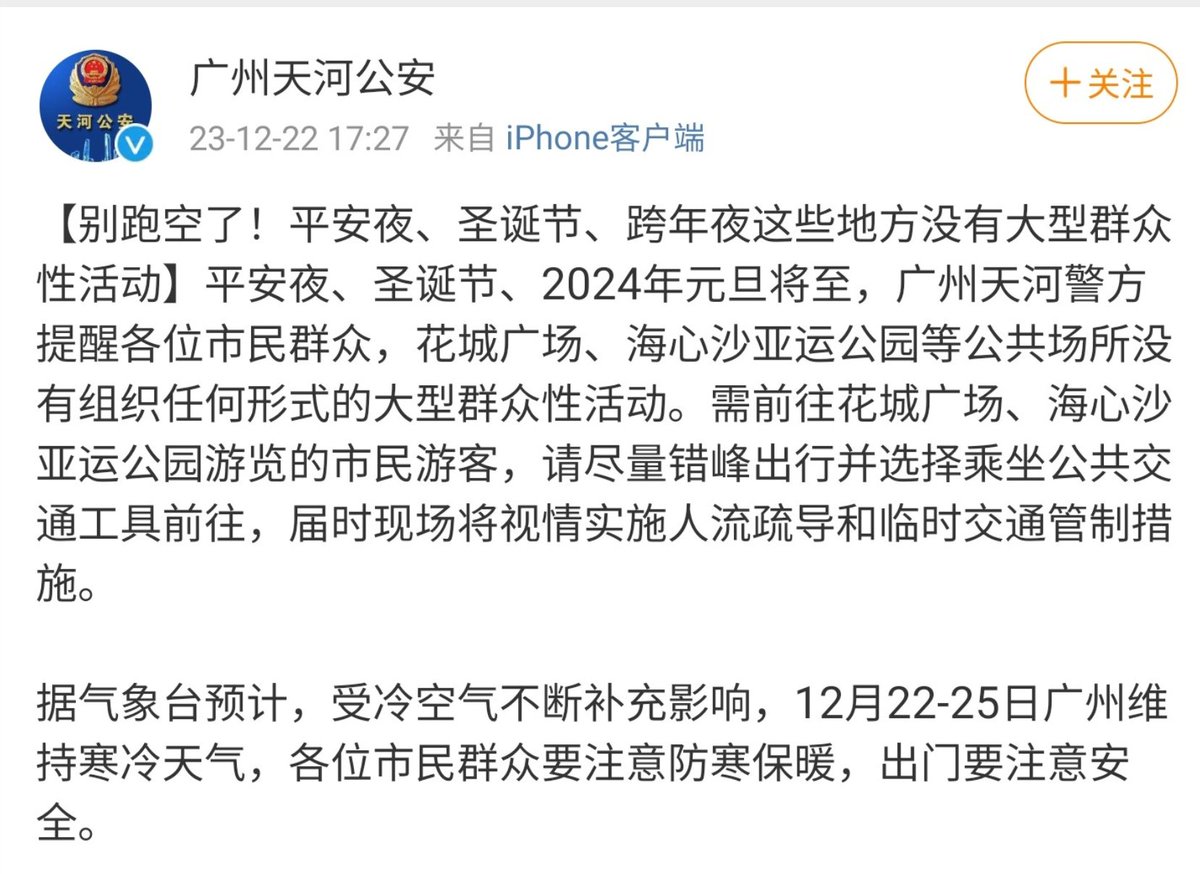 广州天河公安
天河公安
＋关注
23-12-22 17:27 来自 iPhone客户端
【别跑空了！平安夜、圣诞节、跨年夜这些地方没有大型群众
性活动】平安夜、圣诞节、2024年元旦将至，广州天河警方
提醒各位市民群众，花城广场、海心沙亚运公园等公共场所没
有组织任何形式的大型群众性活动。需前往花城广场、海心沙
亚运公园游览的市民游客，请尽量错峰出行并选择乘坐公共交
通工具前往，届时现场将视情实施人流疏导和临时交通管制措
施。
据气象台预计，受冷空气不断补充影响，12月22-25日广州维
持寒冷天气，各位市民群众要注意防寒保暖，出门要注意安
全。